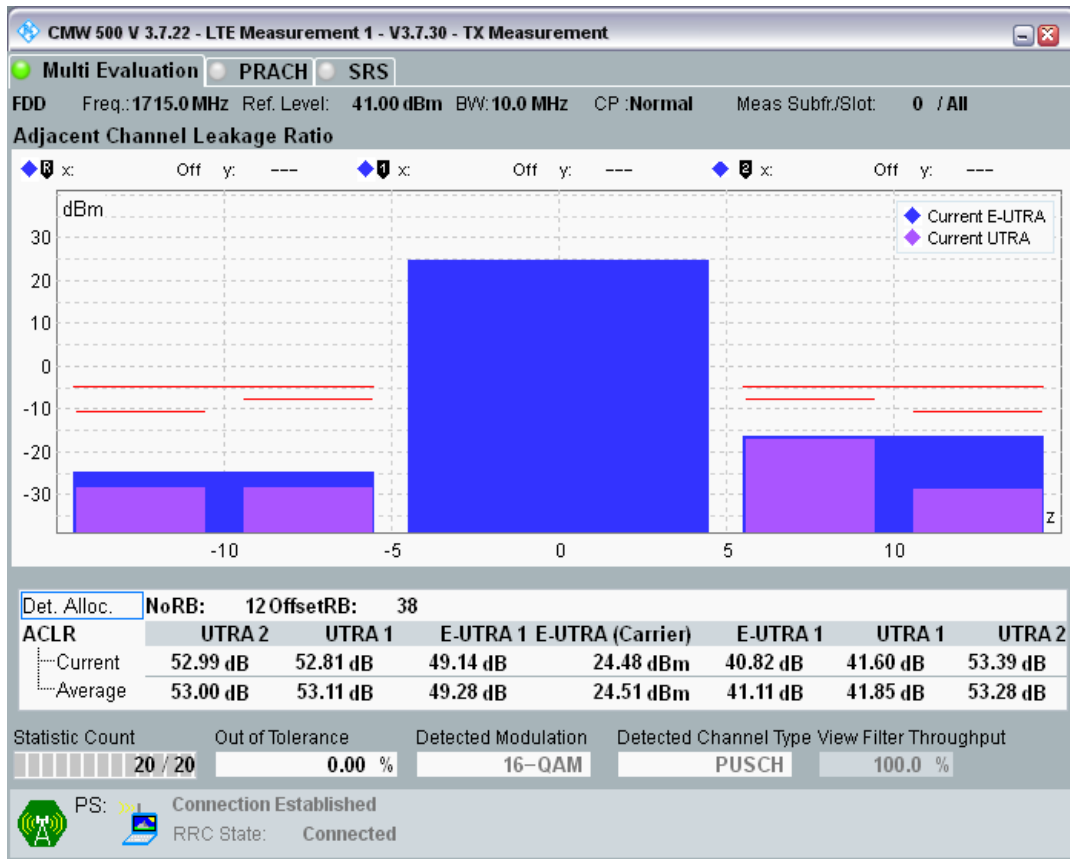 CMW 500 V 3.7.22 - LTE Measurement 1 - V3.7.30 - TX Measurement
Multi Evaluation PRACH SRS
FDD Freq.: 1715.0 MHz Ref. Level: 41.00 dBm BW: 10.0 MHz CP :Normal Meas Subfr./Slot: 0 / All
Adjacent Channel Leakage Ratio
R x: Off y: --- 1 x: Off y: --- 2 x: Off y: ---
dBm
Current E-UTRA
Current UTRA
30
20
10
0
-10
-20
-30
z
-10 -5 0 5 10
Det. Alloc. NoRB: 12 OffsetRB: 38
ACLR UTRA 2 UTRA 1 E-UTRA 1 E-UTRA (Carrier) E-UTRA 1 UTRA 1 UTRA 2
Current 52.99 dB 52.81 dB 49.14 dB 24.48 dBm 40.82 dB 41.60 dB 53.39 dB
Average 53.00 dB 53.11 dB 49.28 dB 24.51 dBm 41.11 dB 41.85 dB 53.28 dB
Statistic Count Out of Tolerance Detected Modulation Detected Channel Type View Filter Throughput
20 / 20 0.00 % 16-QAM PUSCH 100.0 %
PS: Connection Established
RRC State: Connected